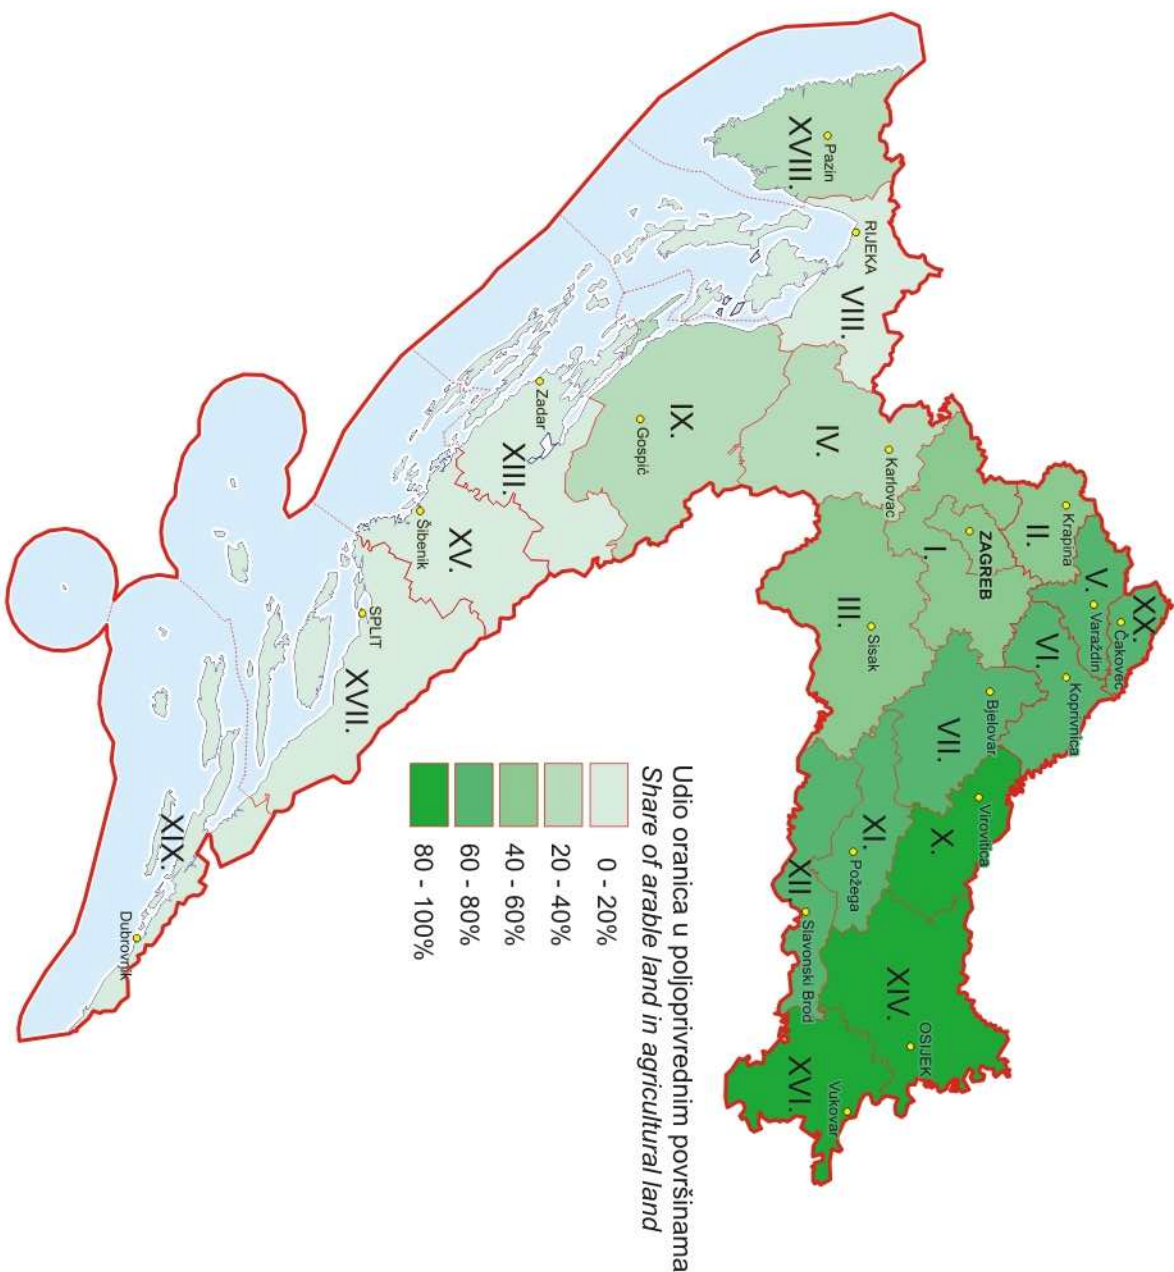 XX.
Čakovec
V.
Varaždin
Krapina
II.
VI.
Koprivnica
ZAGREB
I.
Bjelovar
VII.
Virovitica
X.
Karlovac
IV.
III.
Sisak
XI.
Požega
XII.
Slavonski Brod
XIV.
OSIJEK
XVI.
Vukovar
Pazin
XVIII.
RIJEKA
VIII.
IX.
Gospić
Zadar
XIII.
XV.
Šibenik
SPLIT
XVII.
XIX.
Dubrovnik
Udio oranica u poljoprivrednim površinama
Share of arable land in agricultural land
0 - 20%
20 - 40%
40 - 60%
60 - 80%
80 - 100%